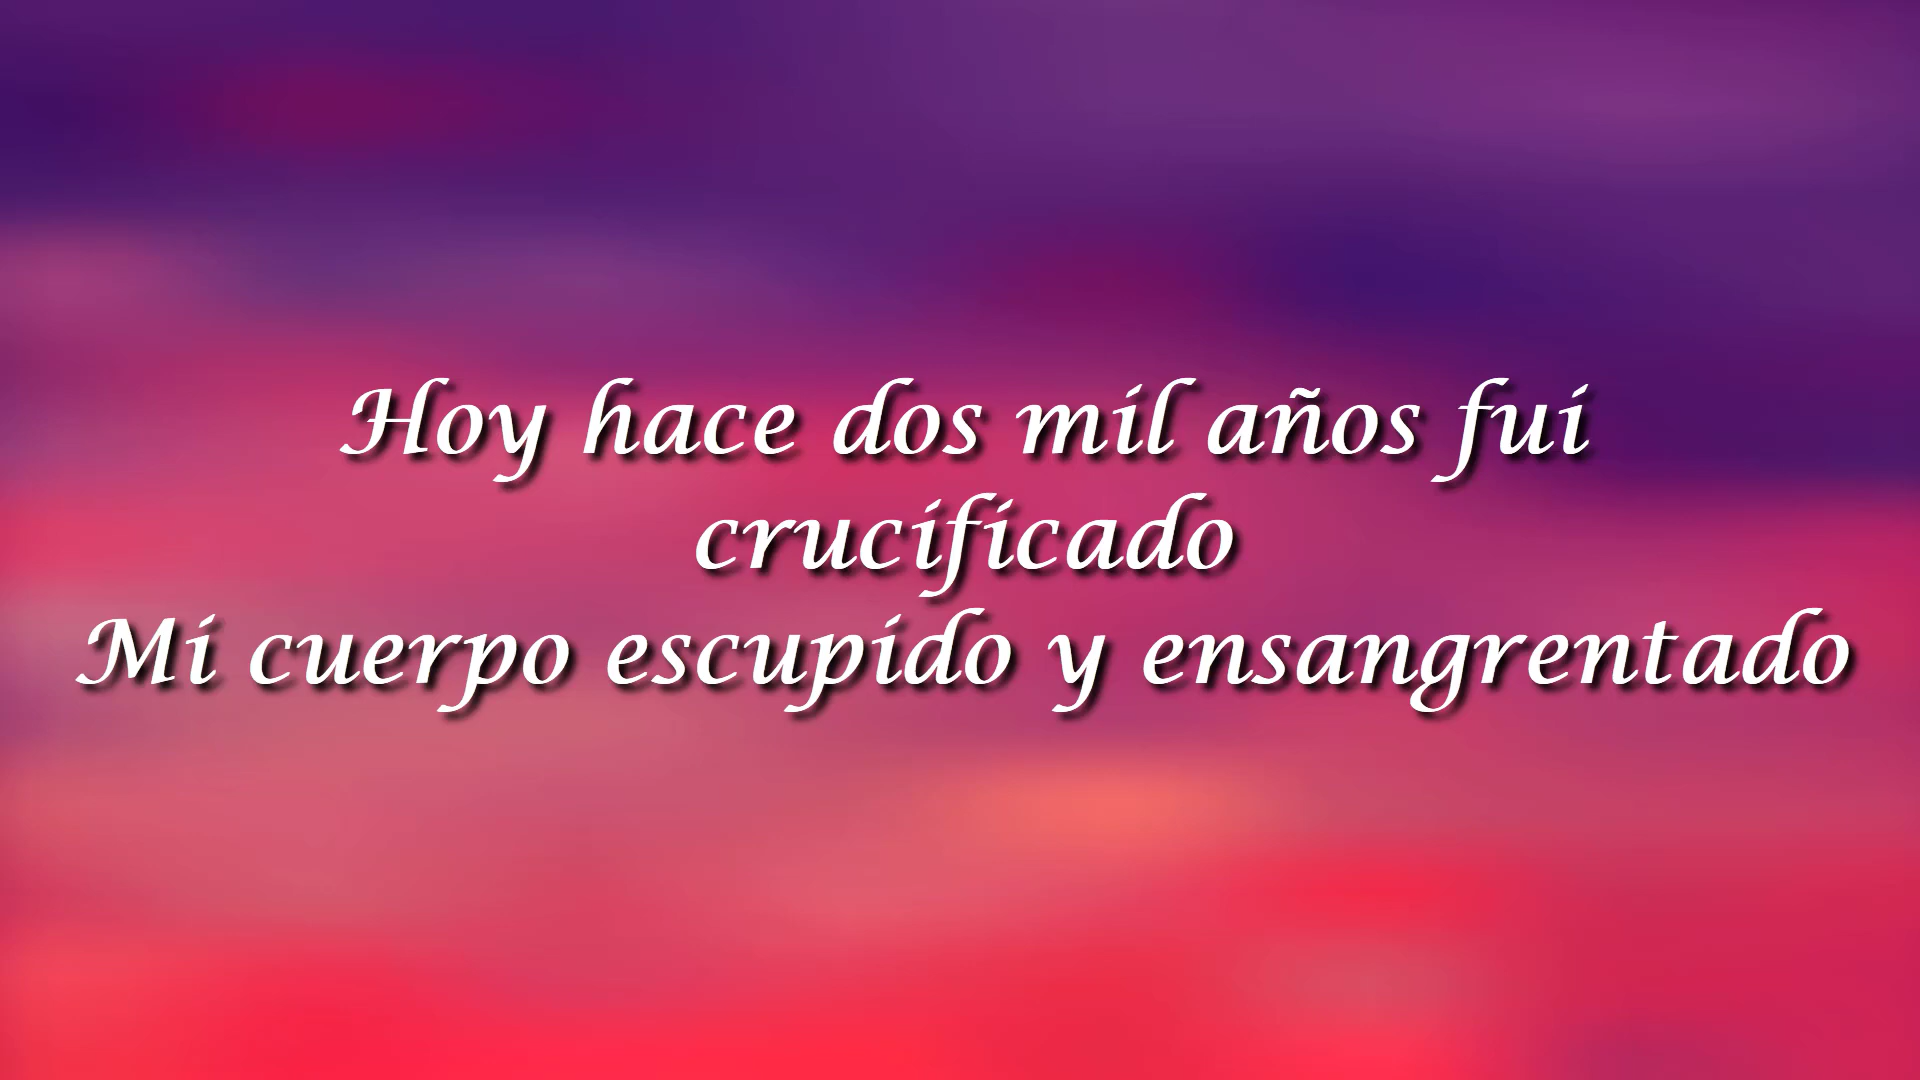 Hoy hace dos mil años fui
crucificado
Mi cuerpo escupido y ensangrentado